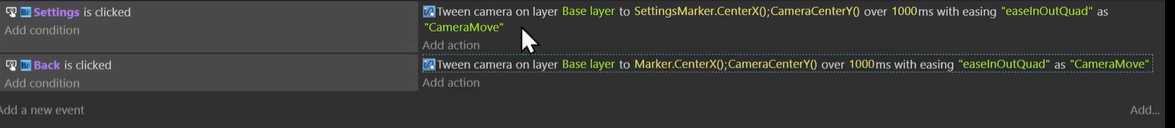 Settings is clicked
Add condition
Tween camera on layer Base layer to SettingsMarker.CenterX();CameraCenterY() over 1000ms with easing "easeInOutQuad" as
"CameraMove"
Add action
Back is clicked
Add condition
Tween camera on layer Base layer to Marker.CenterX();CameraCenterY() over 1000ms with easing "easeInOutQuad" as "CameraMove"
Add action
Add a new event
Add...